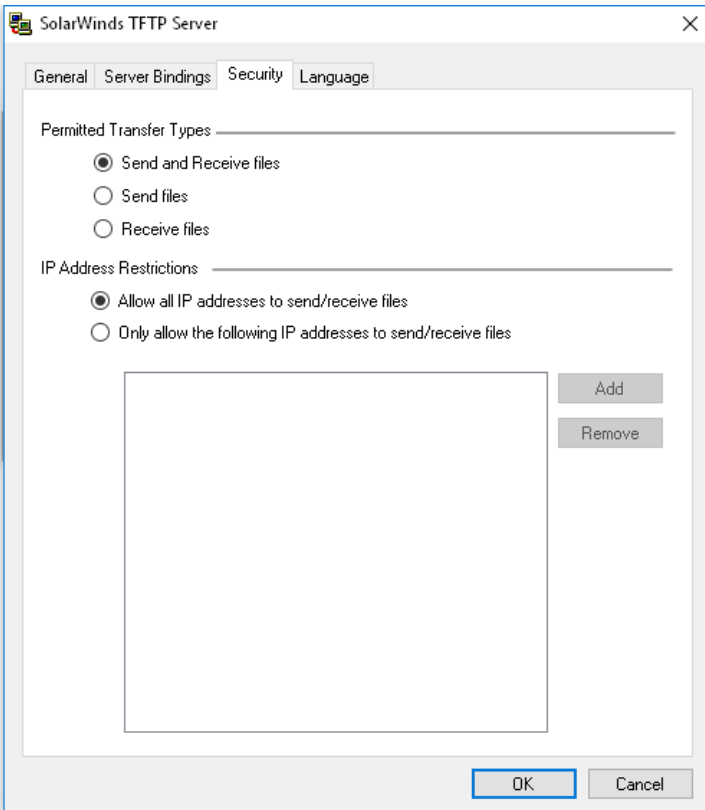 SolarWinds TFTP Server
General Server Bindings Security Language
Permitted Transfer Types
Send and Receive files
Send files
Receive files
IP Address Restrictions
Allow all IP addresses to send/receive files
Only allow the following IP addresses to send/receive files
Add
Remove
OK Cancel